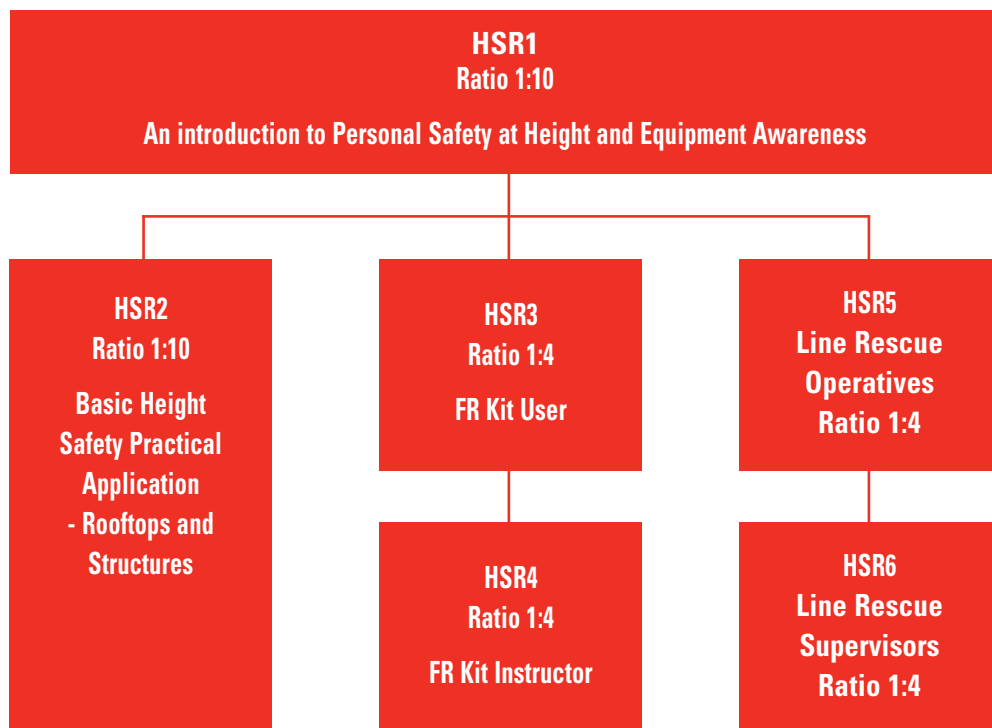 HSR1
Ratio 1:10
An introduction to Personal Safety at Height and Equipment Awareness
HSR2
Ratio 1:10
Basic Height
Safety Practical
Application
- Rooftops and
Structures
HSR3
Ratio 1:4
FR Kit User
HSR5
Line Rescue
Operatives
Ratio 1:4
HSR4
Ratio 1:4
FR Kit Instructor
HSR6
Line Rescue
Supervisors
Ratio 1:4